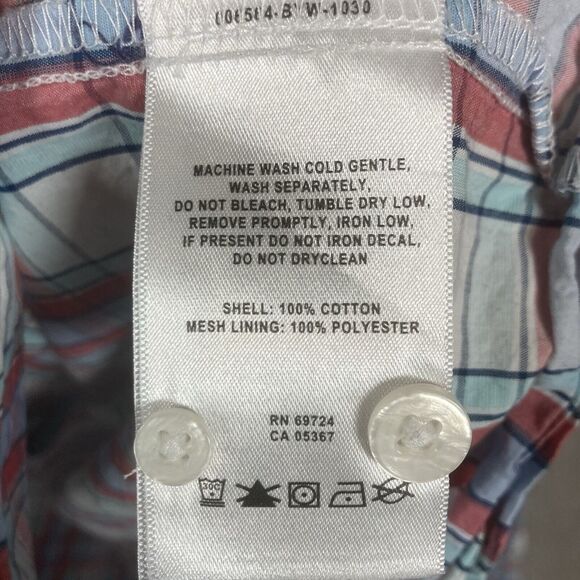 MACHINE WASH COLD GENTLE,
WASH SEPARATELY,
DO NOT BLEACH, TUMBLE DRY LOW,
REMOVE PROMPTLY, IRON LOW,
IF PRESENT DO NOT IRON DECAL,
DO NOT DRYCLEAN
SHELL: 100% COTTON
MESH LINING: 100% POLYESTER
RN 69724
CA 05367